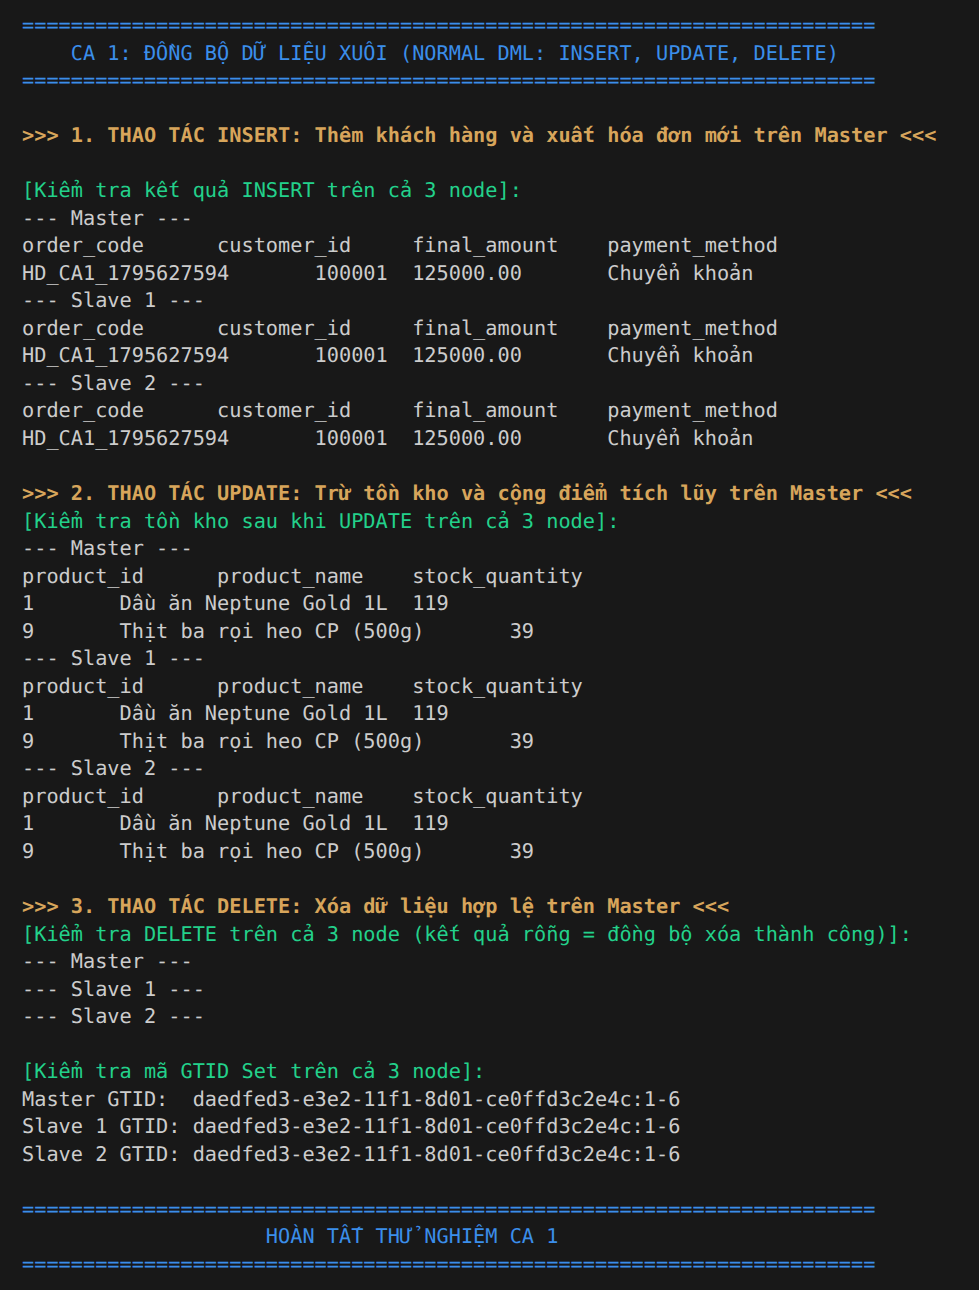 ======================================================================
CA 1: ĐỒNG BỘ DỮ LIỆU XUÔI (NORMAL DML: INSERT, UPDATE, DELETE)
======================================================================
>>> 1. THAO TÁC INSERT: Thêm khách hàng và xuất hóa đơn mới trên Master <<<
[Kiểm tra kết quả INSERT trên cả 3 node]:
--- Master ---
order_code customer_id final_amount payment_method
HD_CA1_1795627594 100001 125000.00 Chuyển khoản
--- Slave 1 ---
order_code customer_id final_amount payment_method
HD_CA1_1795627594 100001 125000.00 Chuyển khoản
--- Slave 2 ---
order_code customer_id final_amount payment_method
HD_CA1_1795627594 100001 125000.00 Chuyển khoản
>>> 2. THAO TÁC UPDATE: Trừ tồn kho và cộng điểm tích lũy trên Master <<<
[Kiểm tra tồn kho sau khi UPDATE trên cả 3 node]:
--- Master ---
product_id product_name stock_quantity
1 Dầu ăn Neptune Gold 1L 119
9 Thịt ba rọi heo CP (500g) 39
--- Slave 1 ---
product_id product_name stock_quantity
1 Dầu ăn Neptune Gold 1L 119
9 Thịt ba rọi heo CP (500g) 39
--- Slave 2 ---
product_id product_name stock_quantity
1 Dầu ăn Neptune Gold 1L 119
9 Thịt ba rọi heo CP (500g) 39
>>> 3. THAO TÁC DELETE: Xóa dữ liệu hợp lệ trên Master <<<
[Kiểm tra DELETE trên cả 3 node (kết quả rỗng = đồng bộ xóa thành công)]:
--- Master ---
--- Slave 1 ---
--- Slave 2 ---
[Kiểm tra mã GTID Set trên cả 3 node]:
Master GTID: daedfed3-e3e2-11f1-8d01-ce0ffd3c2e4c:1-6
Slave 1 GTID: daedfed3-e3e2-11f1-8d01-ce0ffd3c2e4c:1-6
Slave 2 GTID: daedfed3-e3e2-11f1-8d01-ce0ffd3c2e4c:1-6
======================================================================
HOÀN TẤT THỬ NGHIỆM CA 1
======================================================================